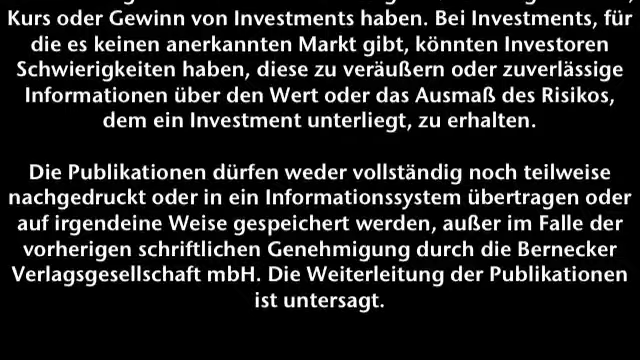 Kurs oder Gewinn von Investments haben. Bei Investments, für
die es keinen anerkannten Markt gibt, könnten Investoren
Schwierigkeiten haben, diese zu veräußern oder zuverlässige
Informationen über den Wert oder das Ausmaß des Risikos,
dem ein Investment unterliegt, zu erhalten.
Die Publikationen dürfen weder vollständig noch teilweise
nachgedruckt oder in ein Informationssystem übertragen oder
auf irgendeine Weise gespeichert werden, außer im Falle der
vorherigen schriftlichen Genehmigung durch die Bernecker
Verlagsgesellschaft mbH. Die Weiterleitung der Publikationen
ist untersagt.